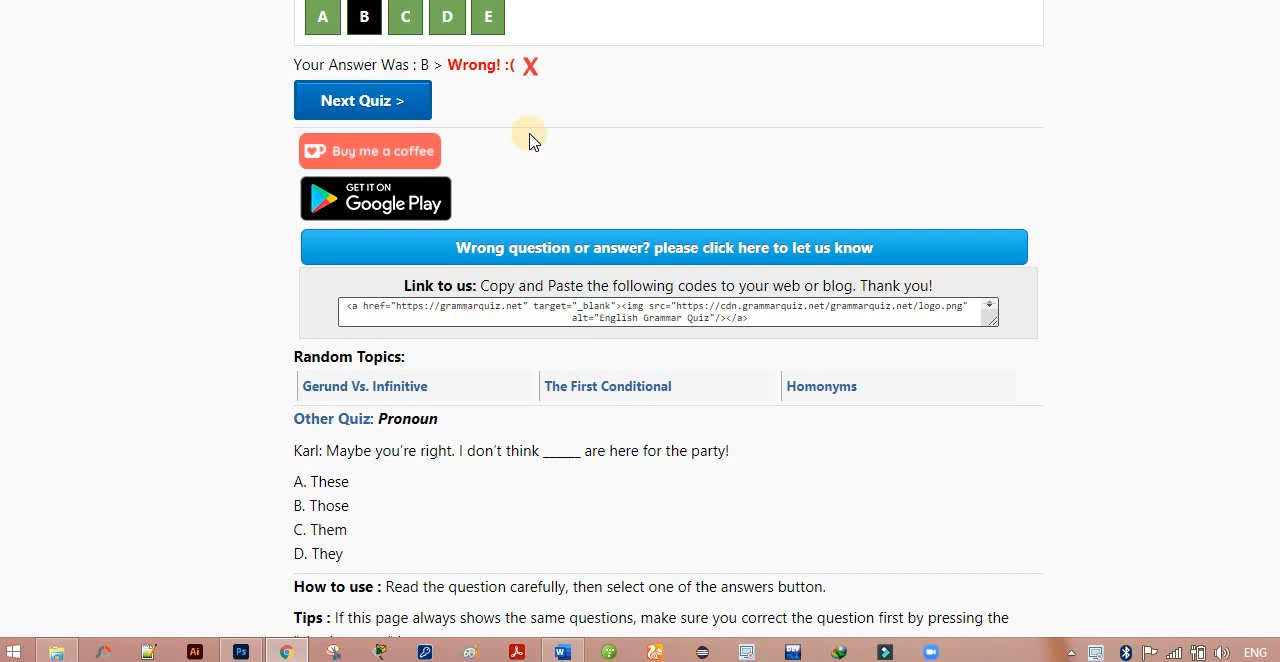 A B C D E
Your Answer Was : B > Wrong! :( X
Next Quiz >
Buy me a coffee
GET IT ON
Google Play
Wrong question or answer? please click here to let us know
Link to us: Copy and Paste the following codes to your web or blog. Thank you!
<a href="https://grammarquiz.net" target="_blank"><img src="https://cdn.grammarquiz.net/grammarquiz.net/logo.png"
alt="English Grammar Quiz"/></a>
Random Topics:
Gerund Vs. Infinitive The First Conditional Homonyms
Other Quiz: Pronoun
Karl: Maybe you’re right. I don’t think ______ are here for the party!
A. These
B. Those
C. Them
D. They
How to use : Read the question carefully, then select one of the answers button.
Tips : If this page always shows the same questions, make sure you correct the question first by pressing the
Ai Ps W DEV ENG